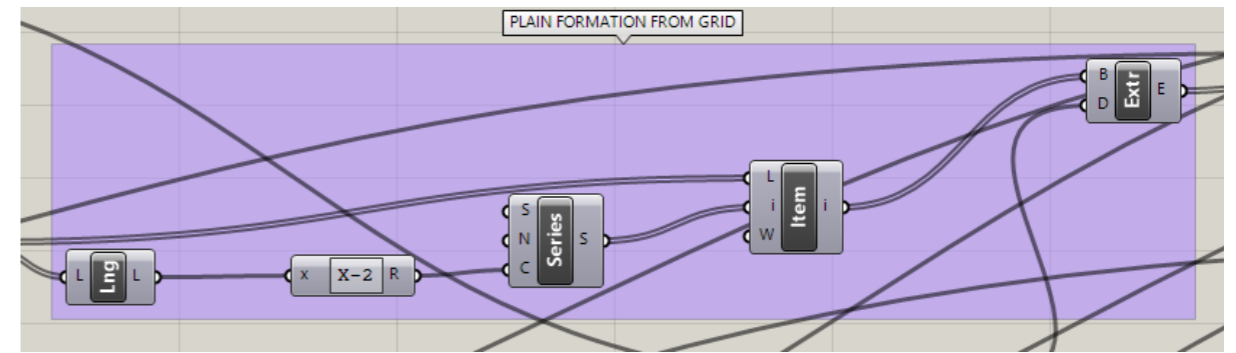 PLAIN FORMATION FROM GRID
B
D
Extr
E
L
i
W
Item
i
S
N
C
Series
S
L
Lng
L
x
X-2
R